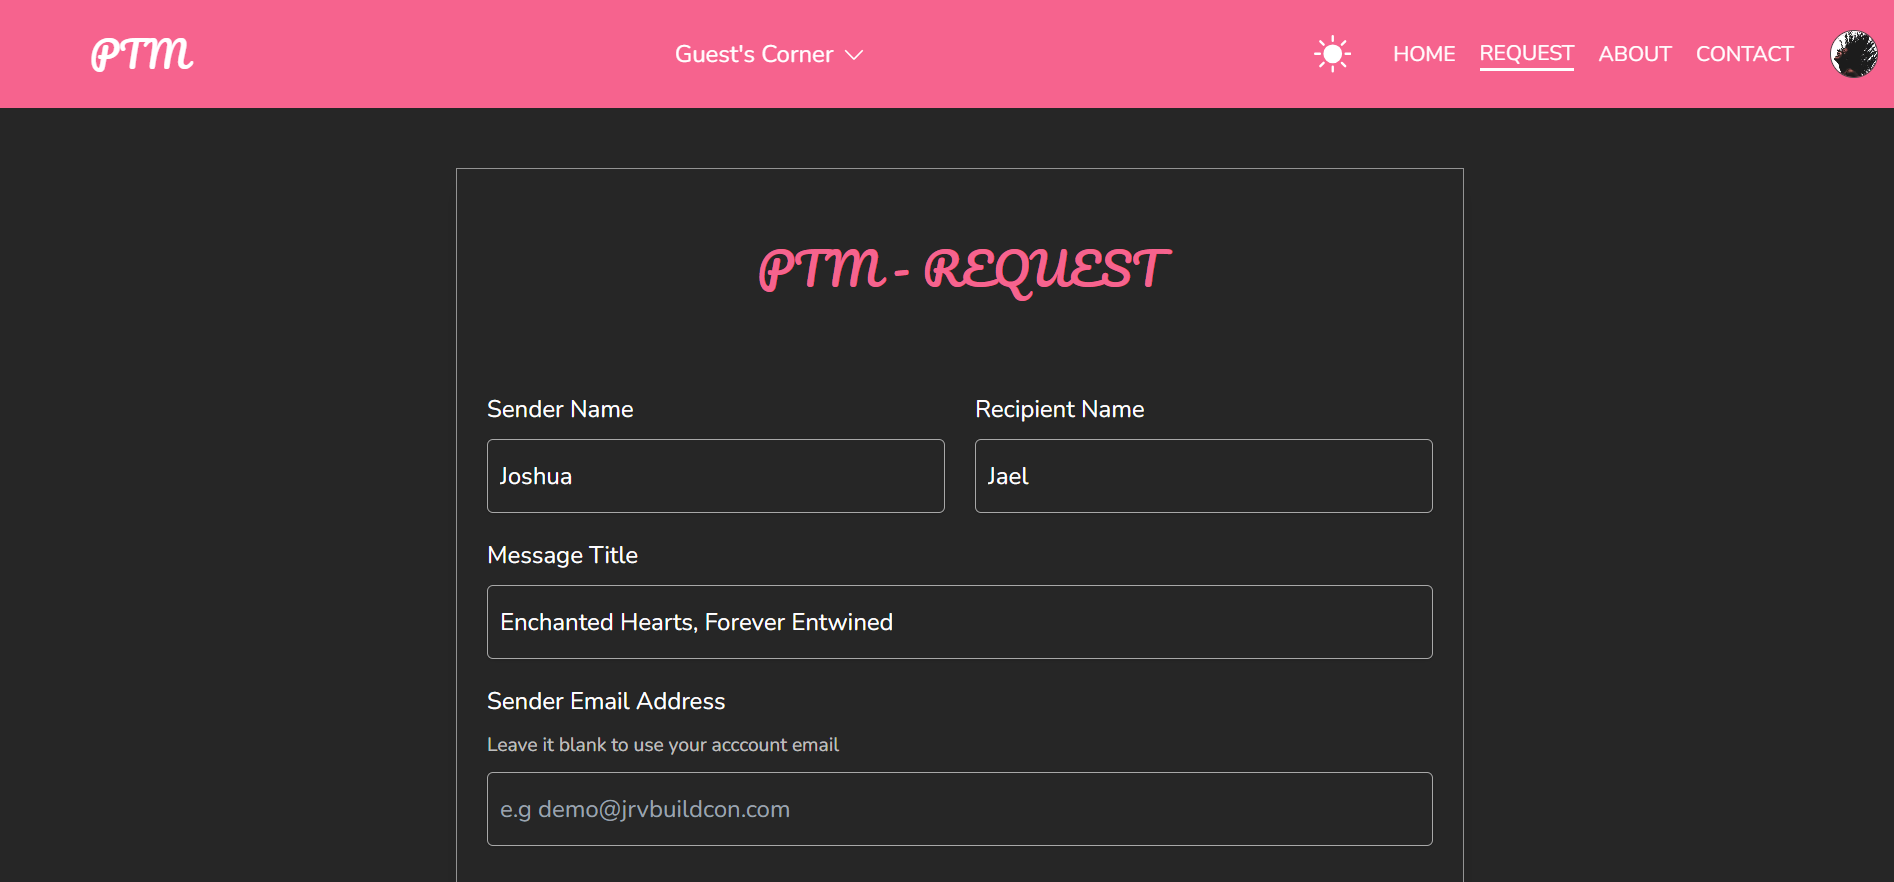 PTM
Guest's Corner
HOME
REQUEST
ABOUT
CONTACT
PTM - REQUEST
Sender Name
Recipient Name
Joshua
Jael
Message Title
Enchanted Hearts, Forever Entwined
Sender Email Address
Leave it blank to use your acccount email
e.g demo@jrvbuildcon.com